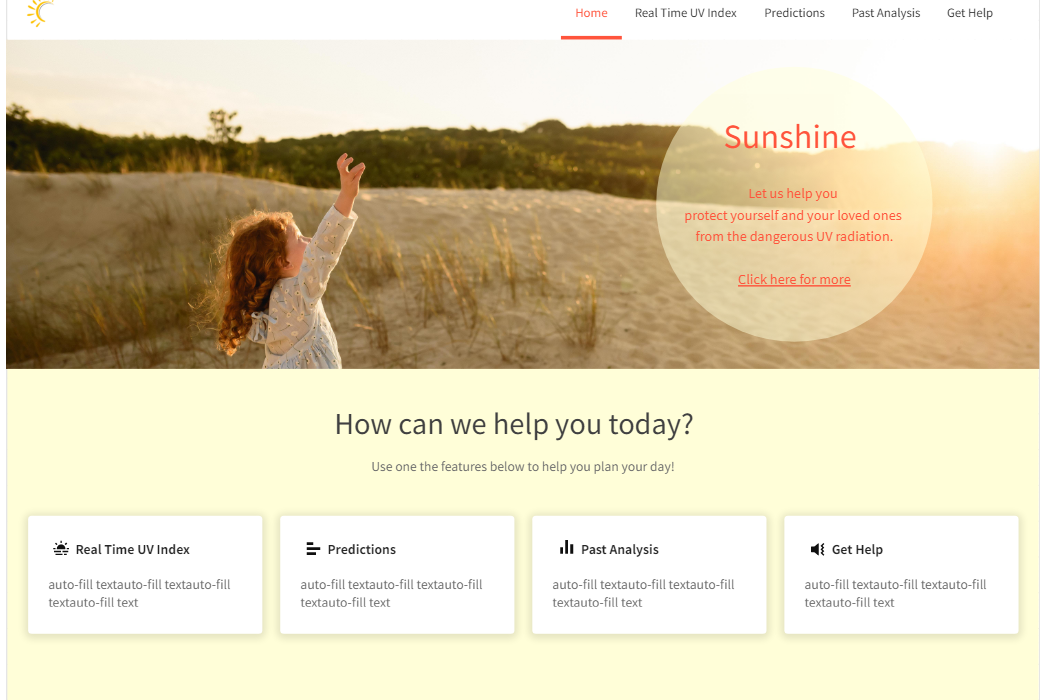 Home Real Time UV Index Predictions Past Analysis Get Help
Sunshine
Let us help you
protect yourself and your loved ones
from the dangerous UV radiation.
Click here for more
How can we help you today?
Use one the features below to help you plan your day!
Real Time UV Index
auto-fill textauto-fill textauto-fill
textauto-fill text
Predictions
auto-fill textauto-fill textauto-fill
textauto-fill text
Past Analysis
auto-fill textauto-fill textauto-fill
textauto-fill text
Get Help
auto-fill textauto-fill textauto-fill
textauto-fill text